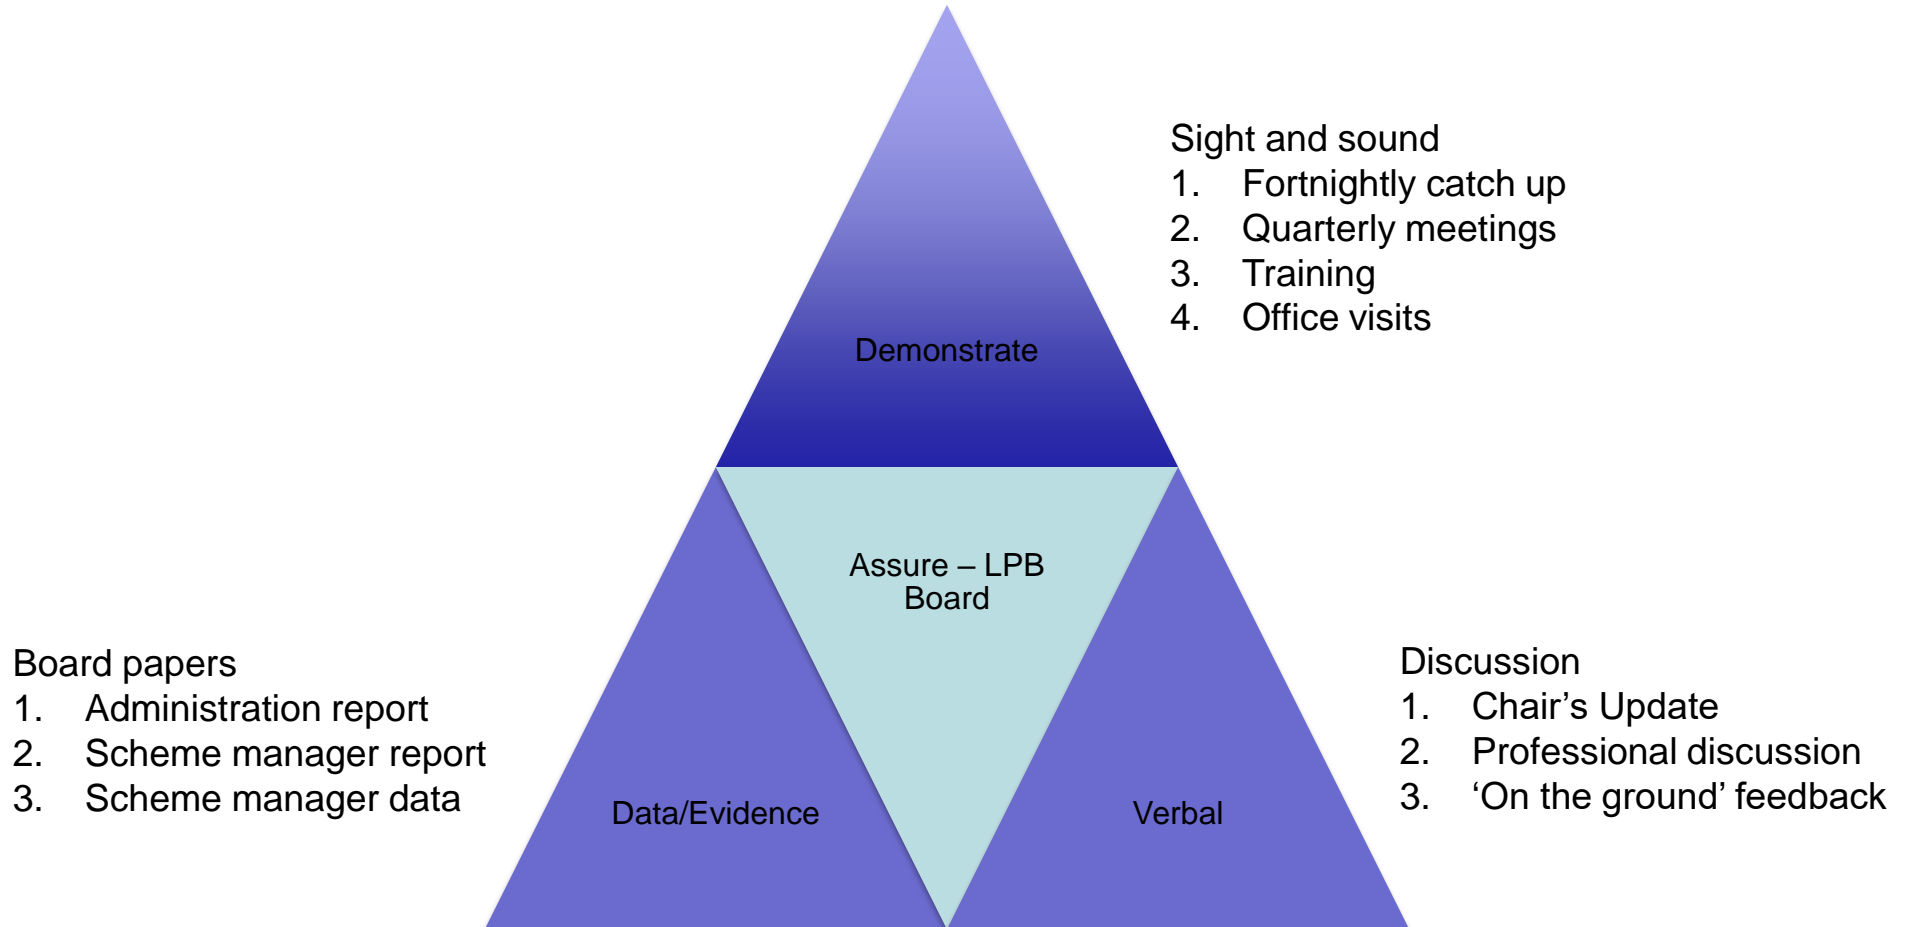 Sight and sound
1. Fortnightly catch up
2. Quarterly meetings
3. Training
4. Office visits
Demonstrate
Assure – LPB
Board
Board papers
1. Administration report
2. Scheme manager report
3. Scheme manager data
Data/Evidence
Verbal
Discussion
1. Chair’s Update
2. Professional discussion
3. ‘On the ground’ feedback